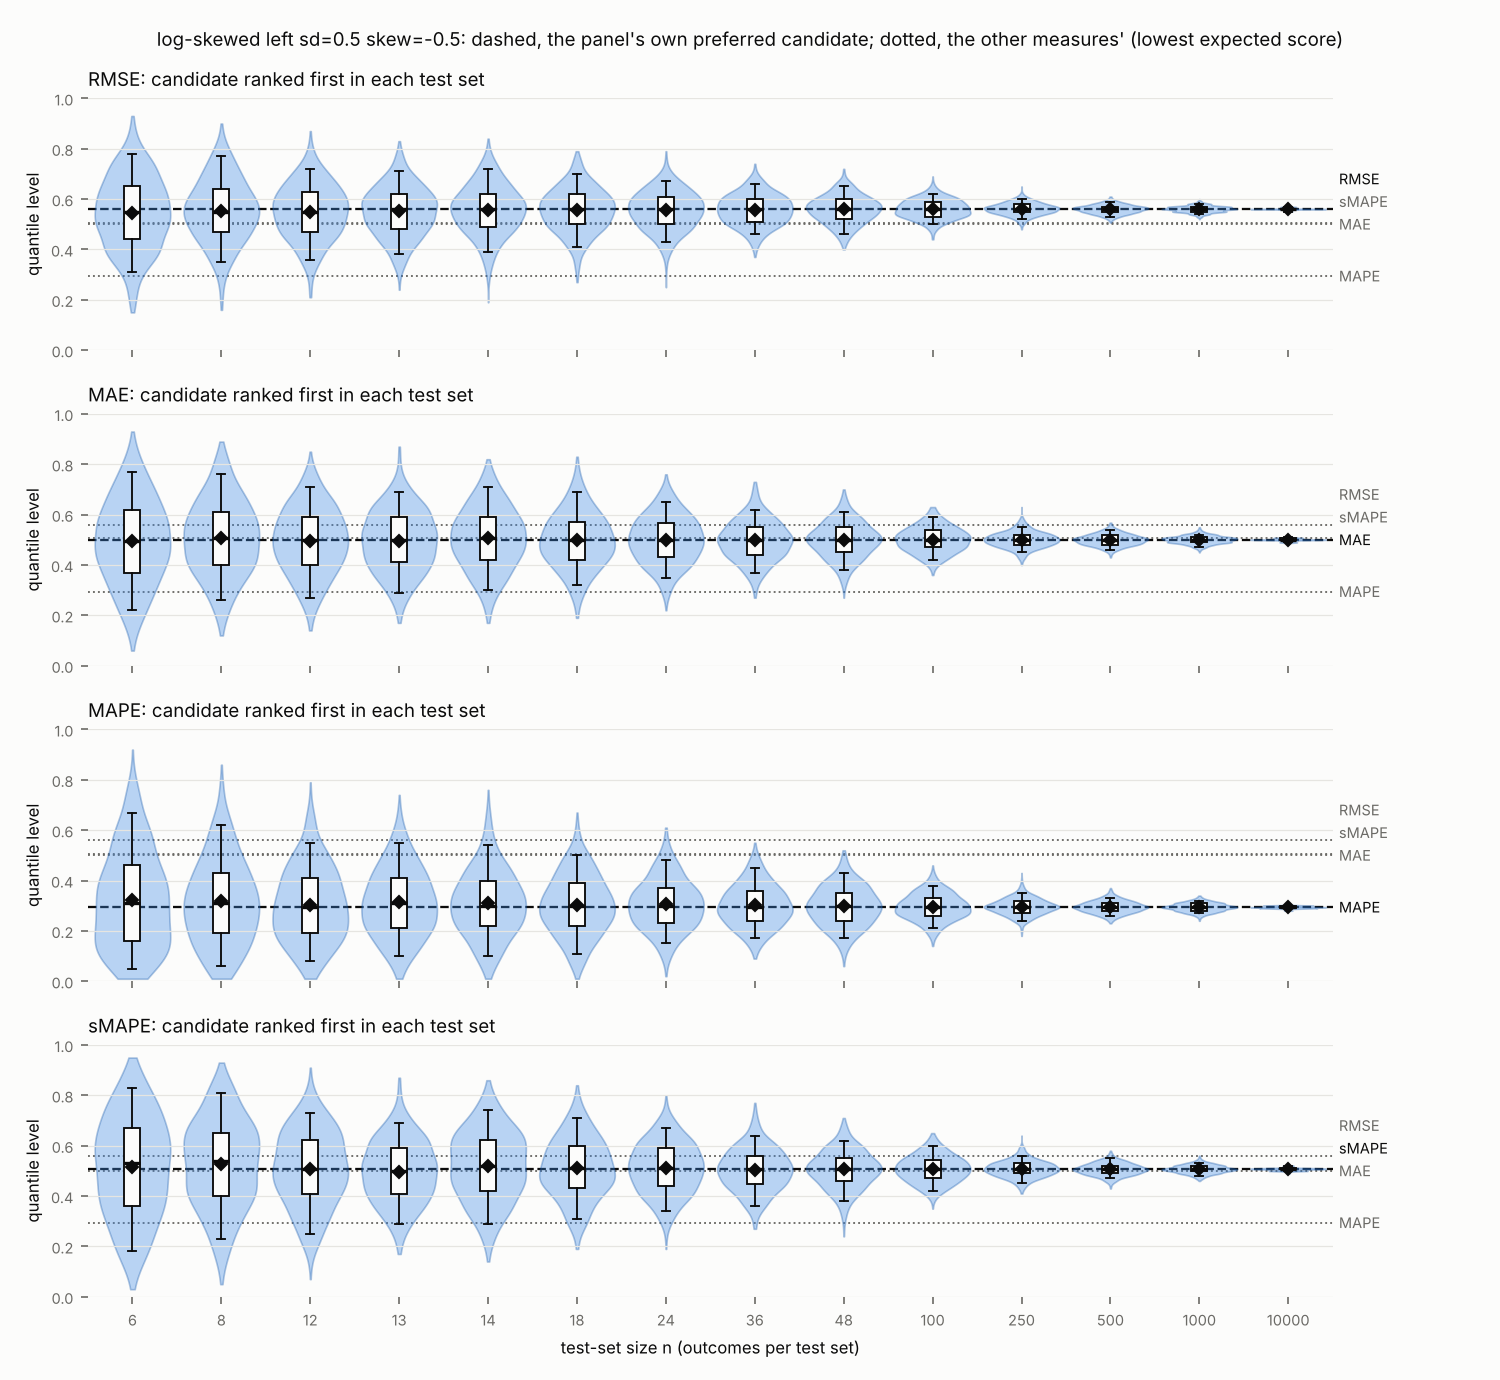 log-skewed left sd=0.5 skew=-0.5: dashed, the panel's own preferred candidate; dotted, the other measures' (lowest expected score)
RMSE: candidate ranked first in each test set
quantile level
1.0
0.8
0.6
0.4
0.2
0.0
RMSE
sMAPE
MAE
MAPE
MAE: candidate ranked first in each test set
quantile level
1.0
0.8
0.6
0.4
0.2
0.0
RMSE
sMAPE
MAE
MAPE
MAPE: candidate ranked first in each test set
quantile level
1.0
0.8
0.6
0.4
0.2
0.0
RMSE
sMAPE
MAE
MAPE
sMAPE: candidate ranked first in each test set
quantile level
1.0
0.8
0.6
0.4
0.2
0.0
RMSE
sMAPE
MAE
MAPE
6 8 12 13 14 18 24 36 48 100 250 500 1000 10000
test-set size n (outcomes per test set)